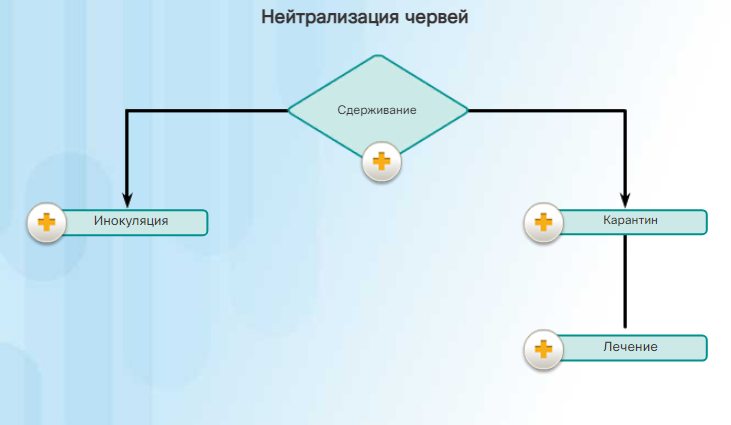 Нейтрализация червей
Сдерживание
Инокуляция
Карантин
Лечение